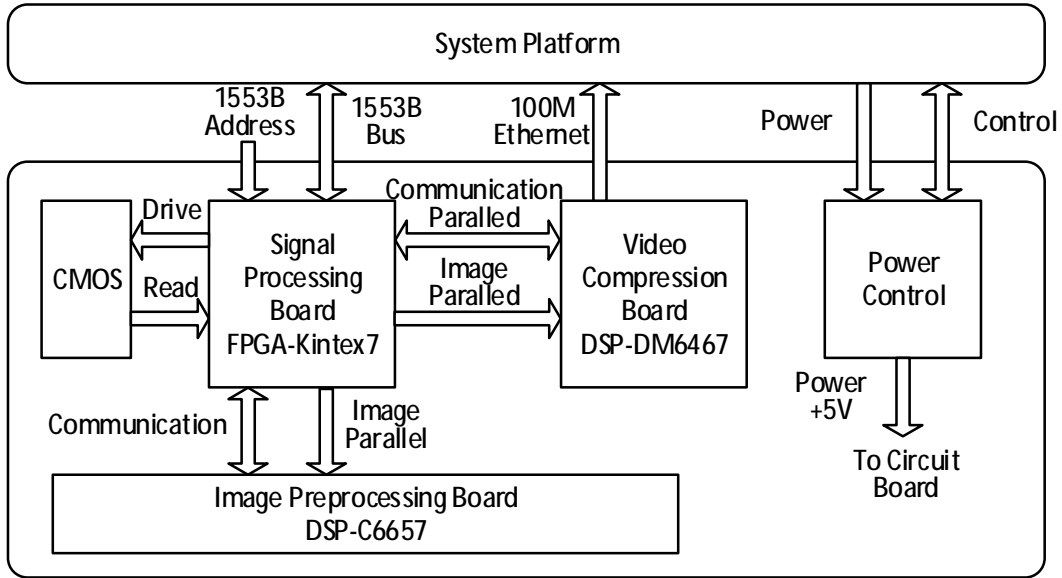 System Platform
1553B
Address
1553B
Bus
100M
Ethernet
Power
Control
CMOS
Drive
Read
Signal
Processing
Board
FPGA-Kintex7
Communication
Paralled
Image
Paralled
Video
Compression
Board
DSP-DM6467
Power
Control
Communication
Image
Parallel
Power
+5V
To Circuit
Board
Image Preprocessing Board
DSP-C6657